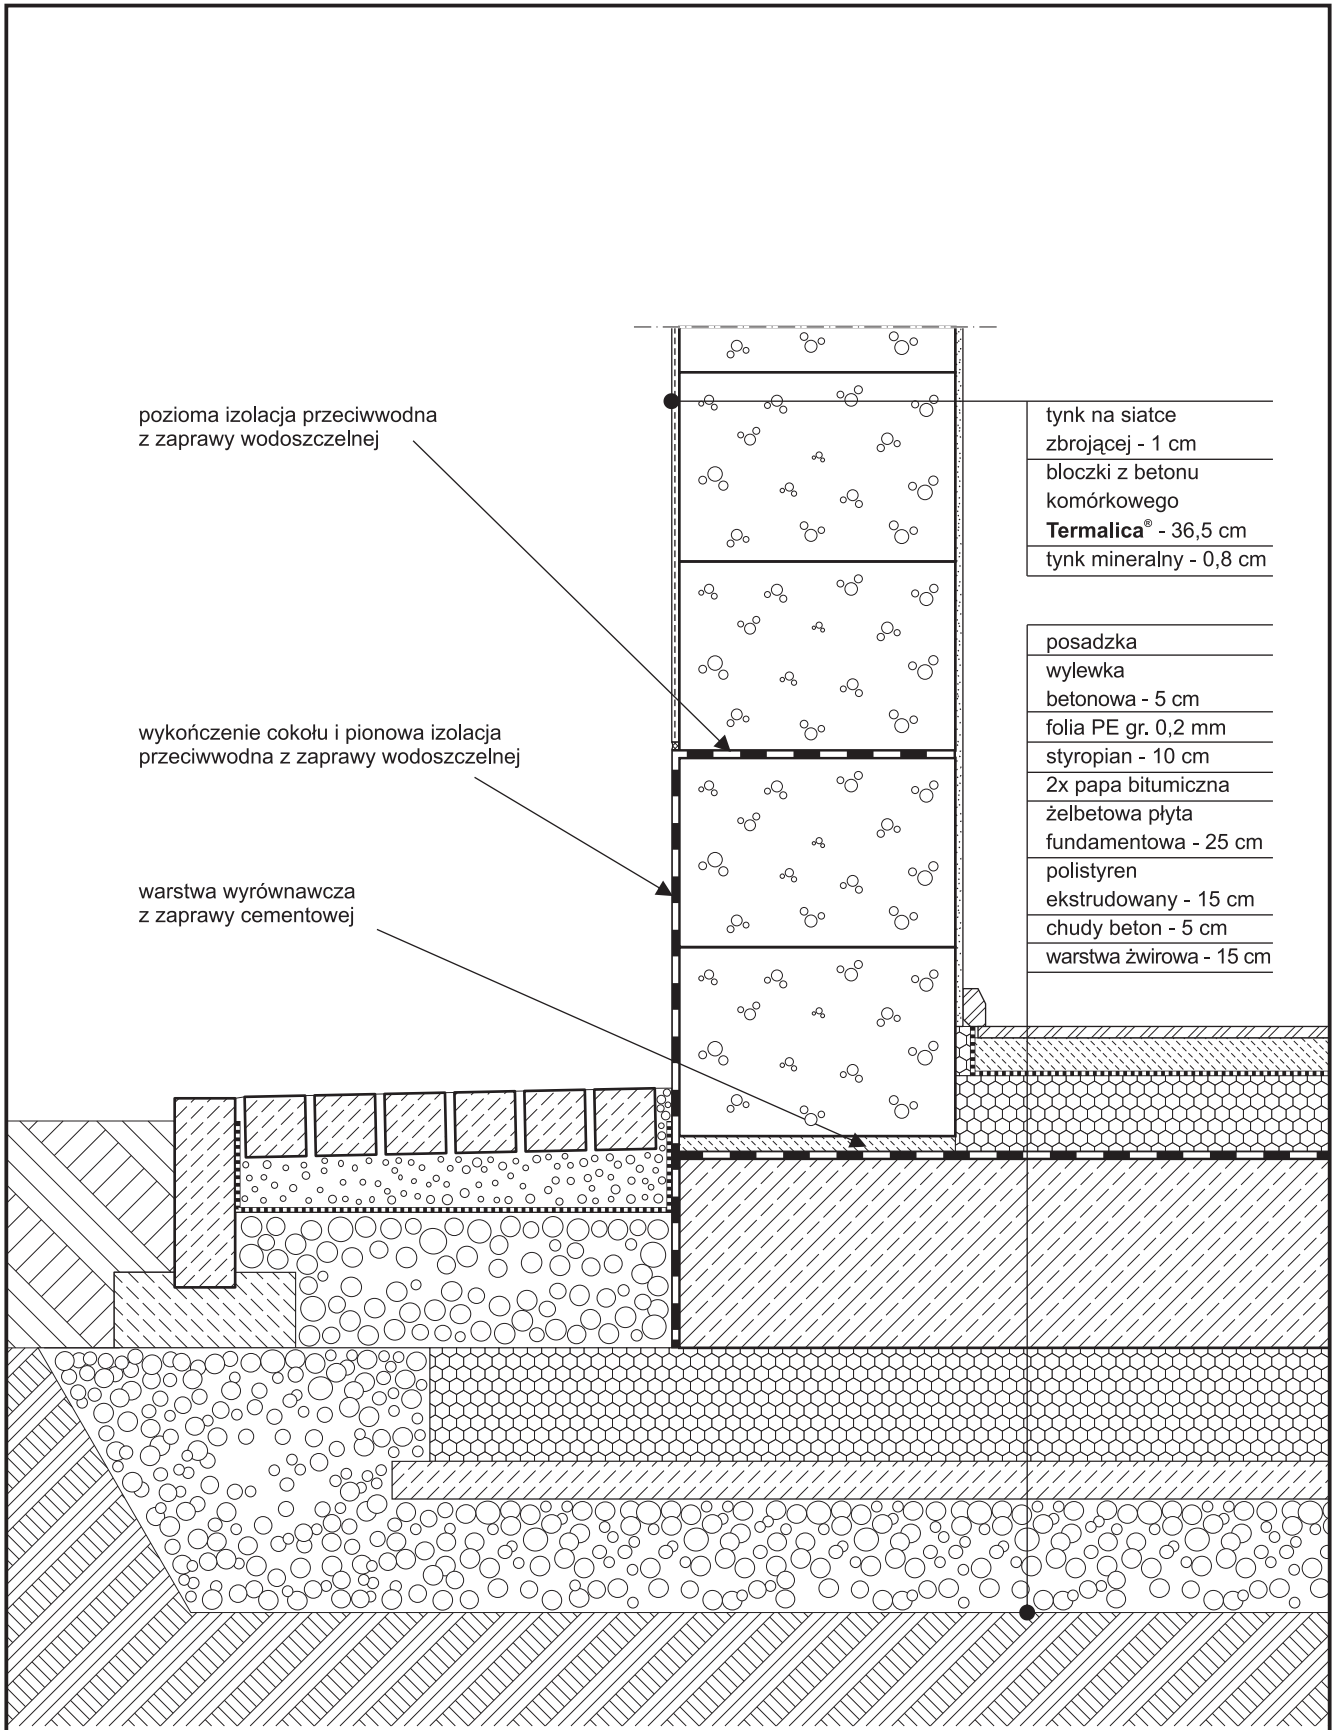 pozioma izolacja przeciwwodna
z zaprawy wodoszczelnej
wykończenie cokołu i pionowa izolacja
przeciwwodna z zaprawy wodoszczelnej
warstwa wyrównawcza
z zaprawy cementowej
tynk na siatce
zbrojącej - 1 cm
bloczki z betonu
komórkowego
Termalica® - 36,5 cm
tynk mineralny - 0,8 cm
posadzka
wylewka
betonowa - 5 cm
folia PE gr. 0,2 mm
styropian - 10 cm
2x papa bitumiczna
żelbetowa płyta
fundamentowa - 25 cm
polistyren
ekstrudowany - 15 cm
chudy beton - 5 cm
warstwa żwirowa - 15 cm